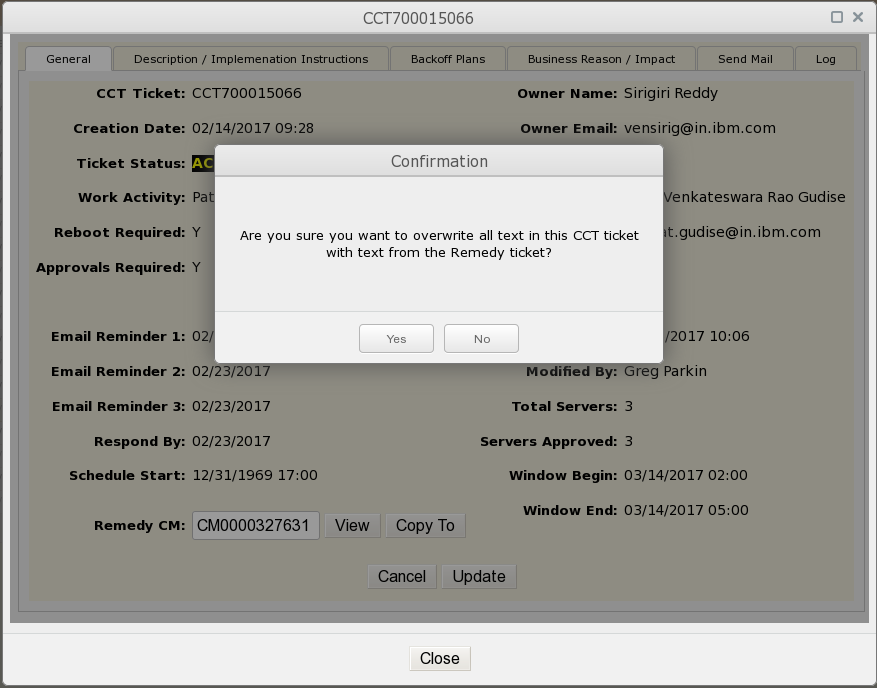 CCT700015066
General Description / Implemenation Instructions Backoff Plans Business Reason / Impact Send Mail Log
CCT Ticket: CCT700015066 Owner Name: Sirigiri Reddy
Creation Date: 02/14/2017 09:28 Owner Email: vensirig@in.ibm.com
Ticket Status: AC
Work Activity: Pat Venkateswara Rao Gudise
Reboot Required: Y at.gudise@in.ibm.com
Approvals Required: Y
Confirmation
Are you sure you want to overwrite all text in this CCT ticket
with text from the Remedy ticket?
Yes No
Email Reminder 1: 02/ /2017 10:06
Email Reminder 2: 02/23/2017 Modified By: Greg Parkin
Email Reminder 3: 02/23/2017 Total Servers: 3
Respond By: 02/23/2017 Servers Approved: 3
Schedule Start: 12/31/1969 17:00 Window Begin: 03/14/2017 02:00
Window End: 03/14/2017 05:00
Remedy CM: CM0000327631 View Copy To
Cancel Update
Close